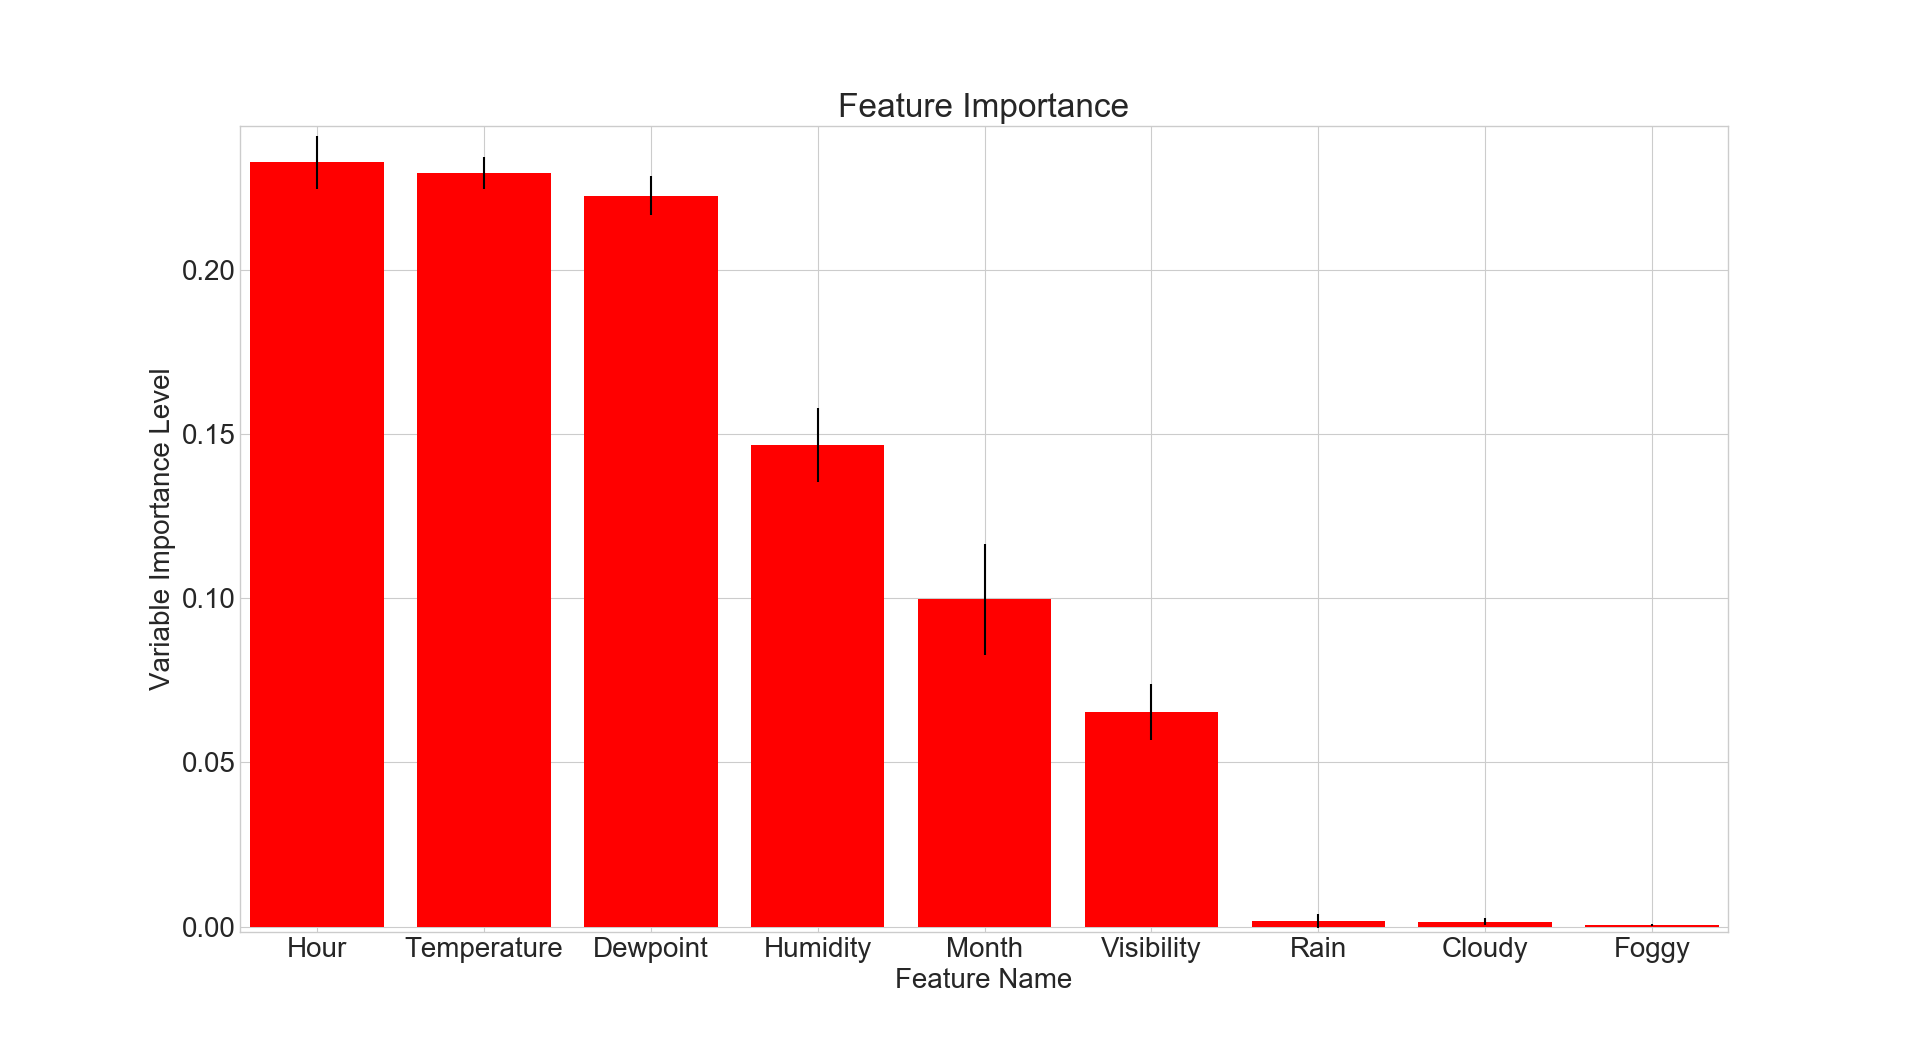 Feature Importance
Variable Importance Level
0.20
0.15
0.10
0.05
0.00
Hour Temperature Dewpoint Humidity Month Visibility Rain Cloudy Foggy
Feature Name